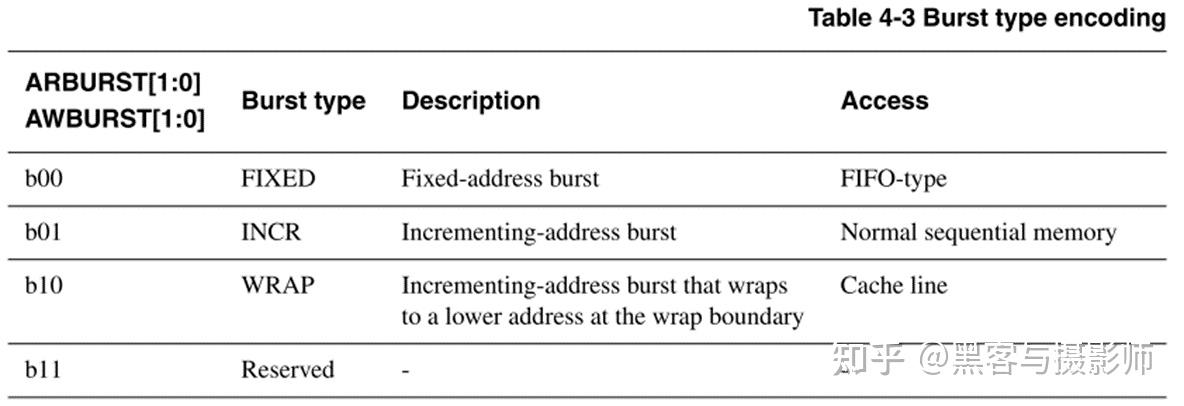 Table 4-3 Burst type encoding
ARBURST[1:0]
AWBURST[1:0] Burst type Description Access
b00 FIXED Fixed-address burst FIFO-type
b01 INCR Incrementing-address burst Normal sequential memory
b10 WRAP Incrementing-address burst that wraps Cache line
to a lower address at the wrap boundary
b11 Reserved - -
知乎 @黑客与摄影师